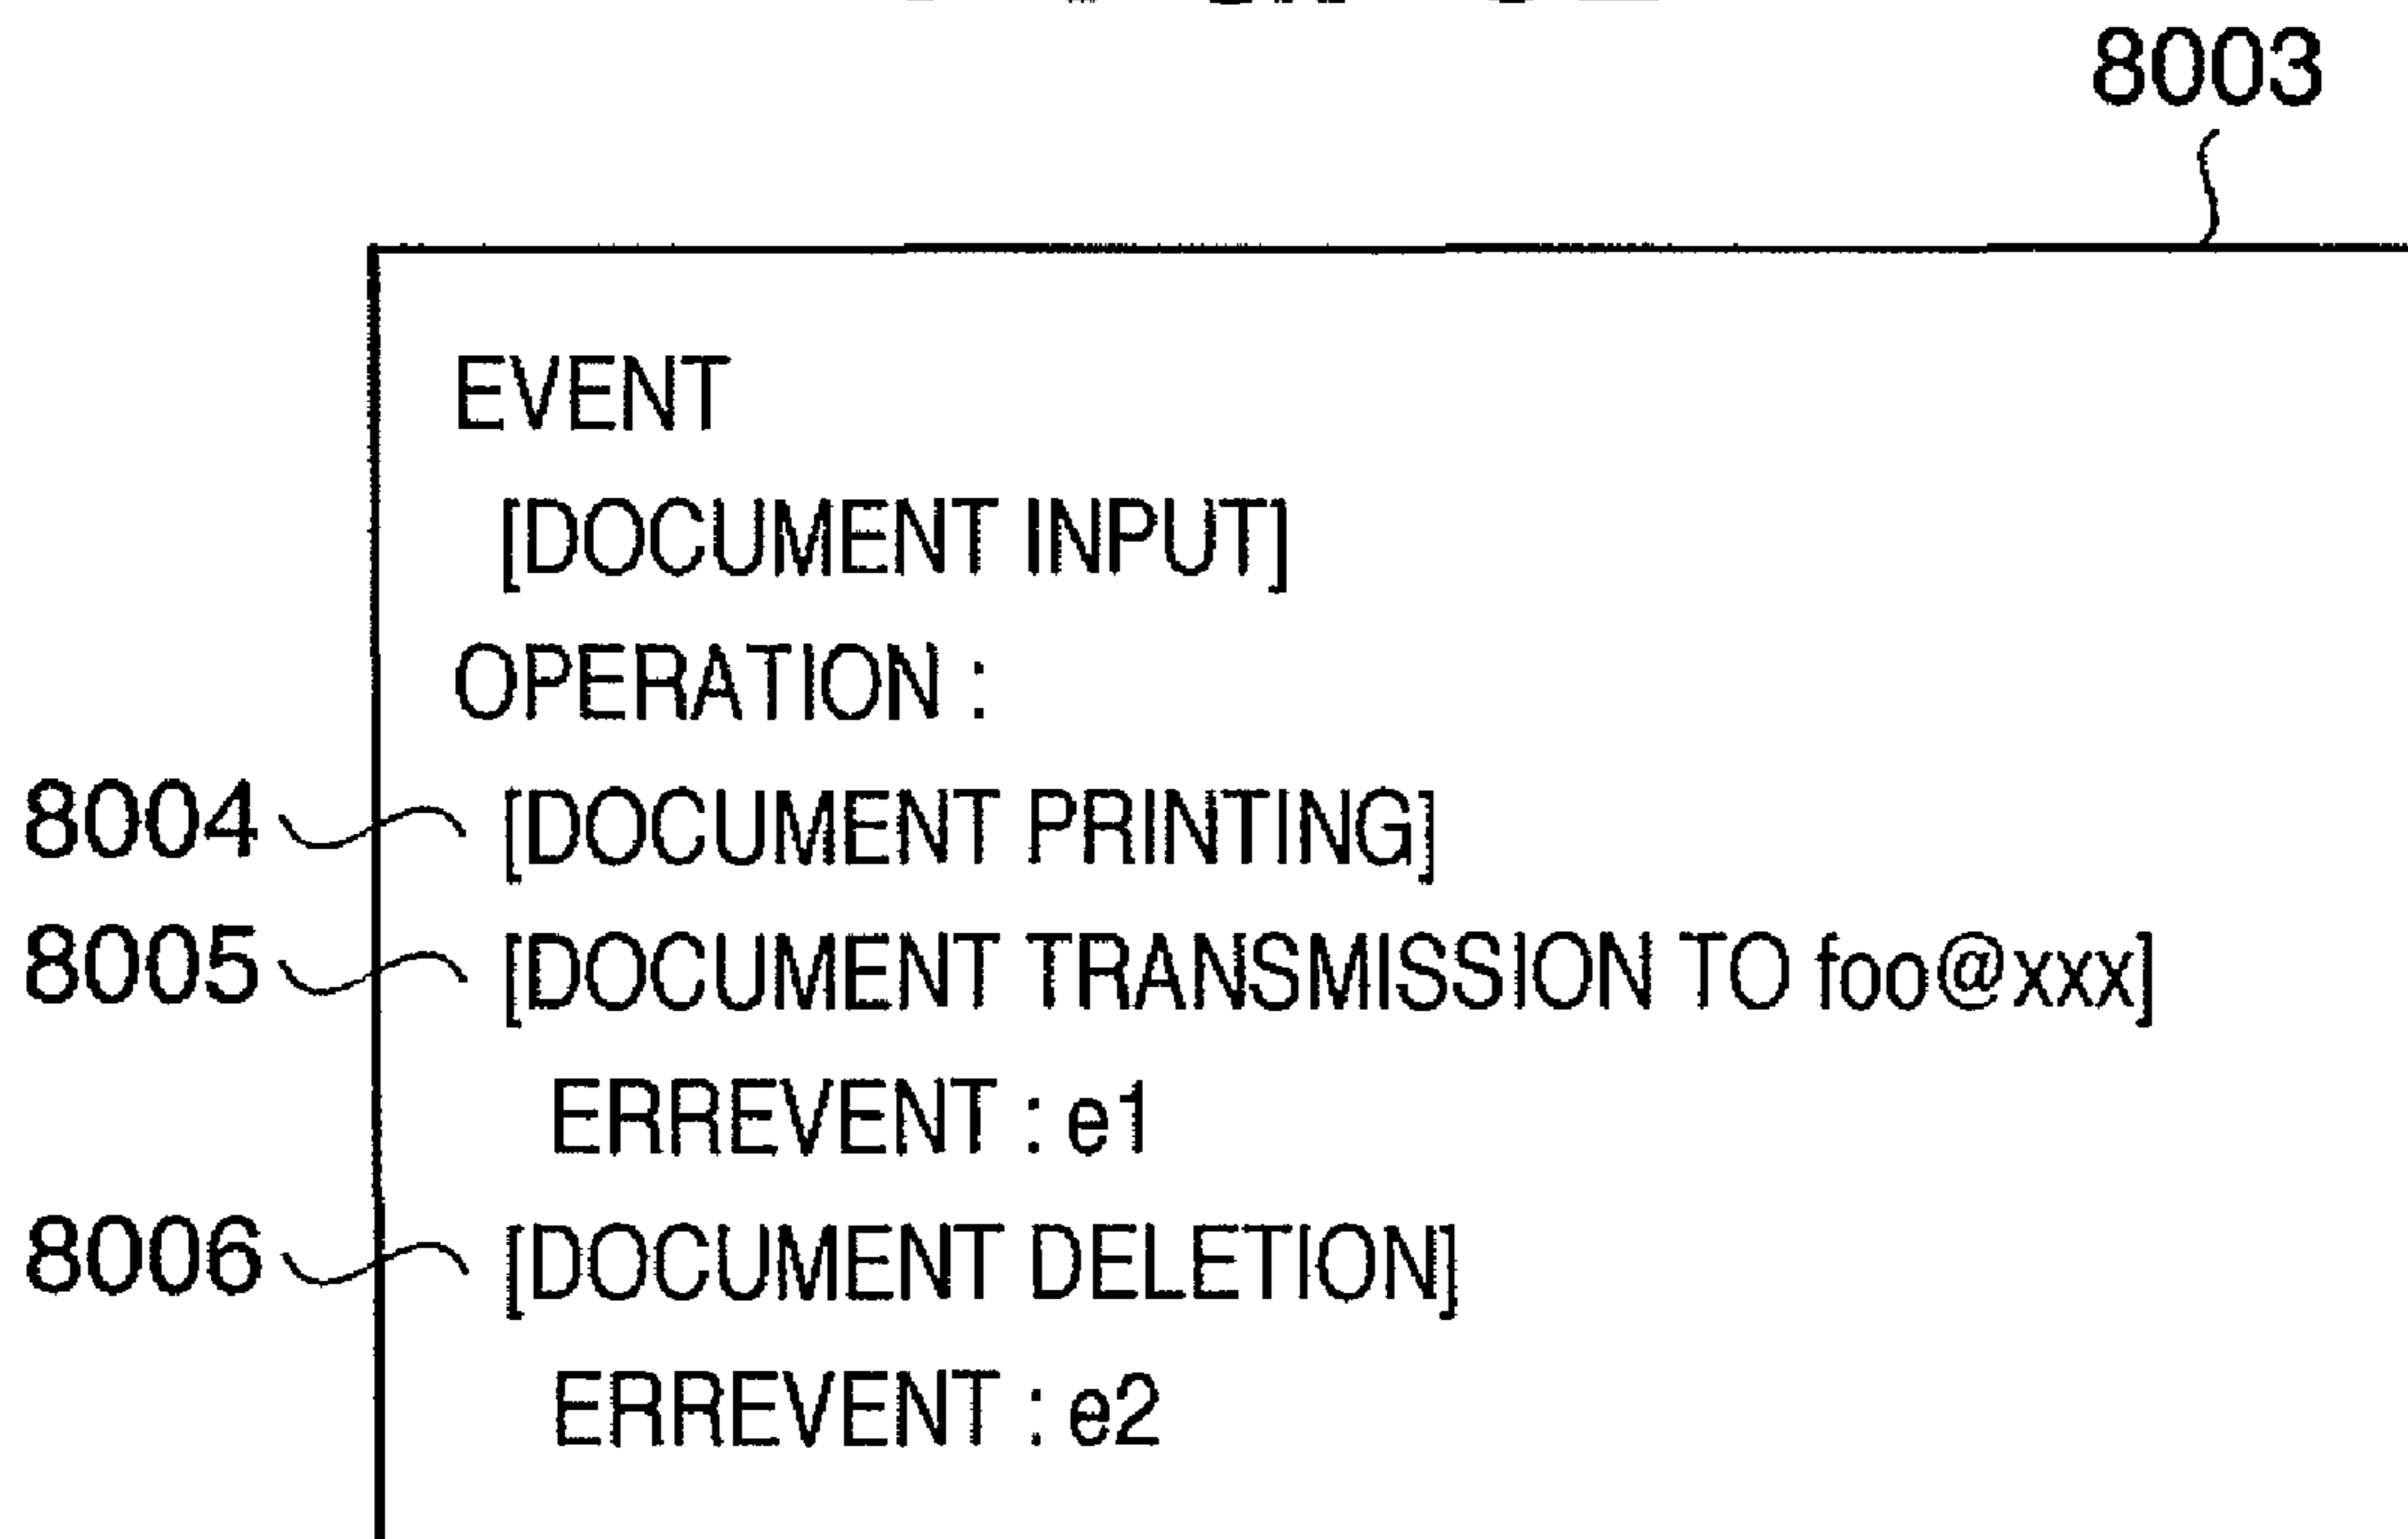 8003
EVENT
[DOCUMENT INPUT]
OPERATION :
8004 [DOCUMENT PRINTING]
8005 [DOCUMENT TRANSMISSION TO foo@xxx]
ERREVENT : e1
8006 [DOCUMENT DELETION]
ERREVENT : e2